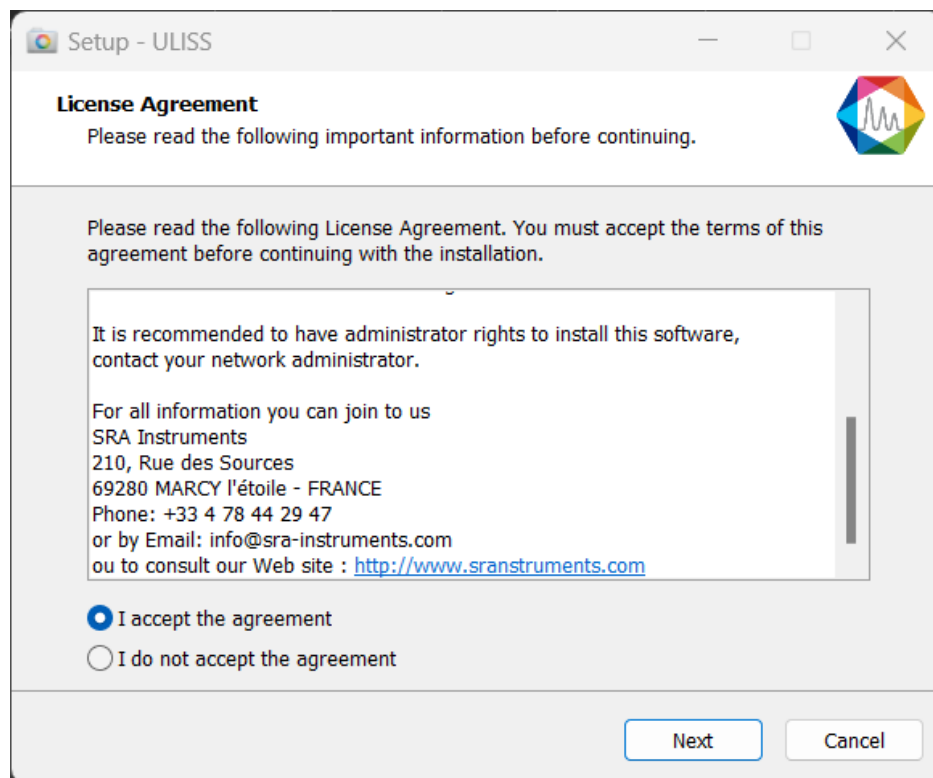 Setup - ULISS
License Agreement
Please read the following important information before continuing.
Please read the following License Agreement. You must accept the terms of this
agreement before continuing with the installation.
It is recommended to have administrator rights to install this software,
contact your network administrator.
For all information you can join to us
SRA Instruments
210, Rue des Sources
69280 MARCY l'étoile - FRANCE
Phone: +33 4 78 44 29 47
or by Email: info@sra-instruments.com
ou to consult our Web site : http://www.sranstruments.com
I accept the agreement
I do not accept the agreement
Next
Cancel